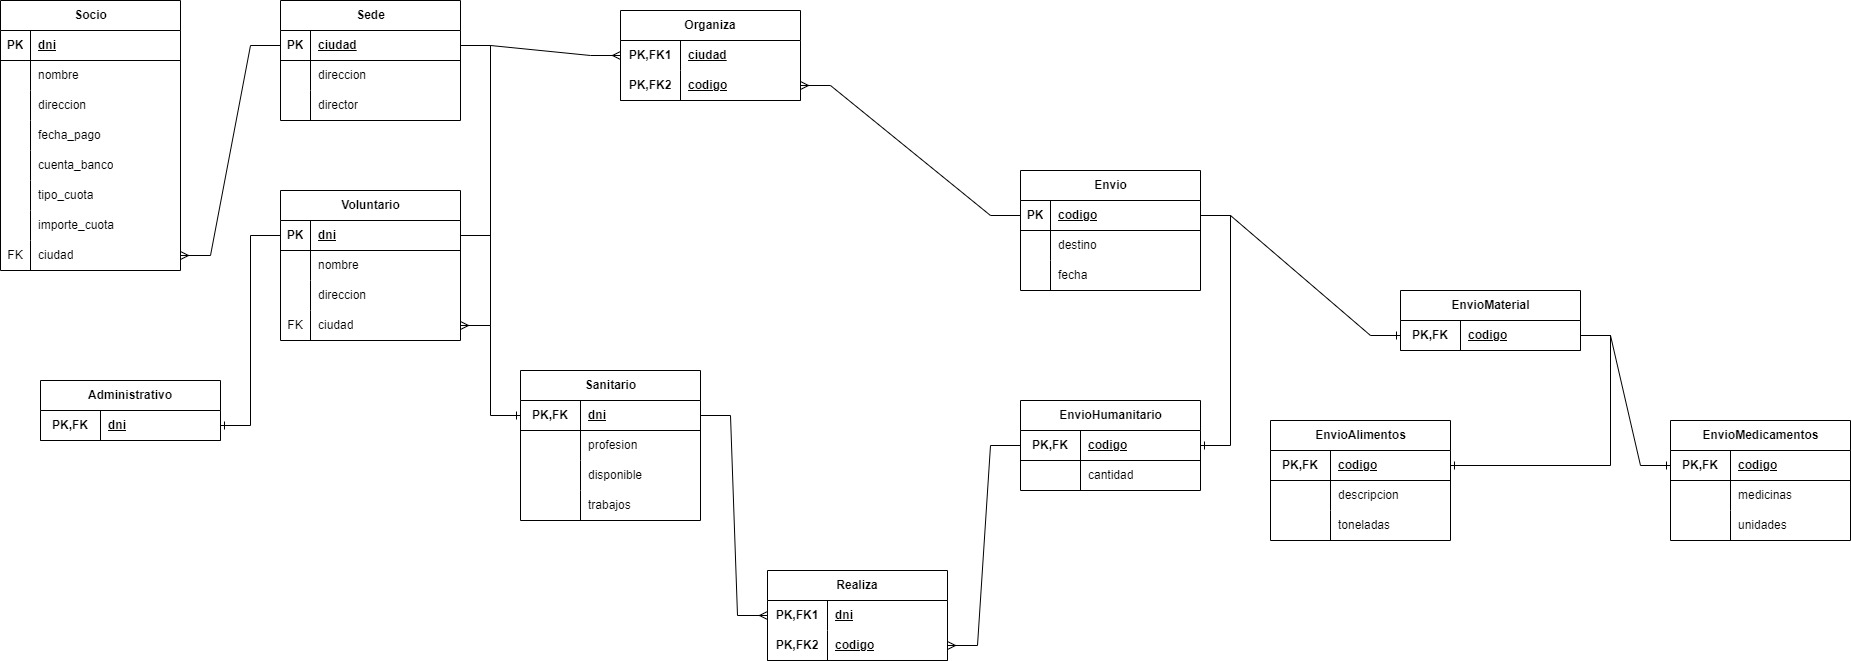 Socio
PK dni
nombre
direccion
fecha_pago
cuenta_banco
tipo_cuota
importe_cuota
FK ciudad
Sede
PK ciudad
direccion
director
Organiza
PK,FK1 ciudad
PK,FK2 codigo
Voluntario
PK dni
nombre
direccion
FK ciudad
Envio
PK codigo
destino
fecha
EnvioMaterial
PK,FK codigo
Administrativo
PK,FK dni
Sanitario
PK,FK dni
profesion
disponible
trabajos
EnvioHumanitario
PK,FK codigo
cantidad
EnvioAlimentos
PK,FK codigo
descripcion
toneladas
EnvioMedicamentos
PK,FK codigo
medicinas
unidades
Realiza
PK,FK1 dni
PK,FK2 codigo